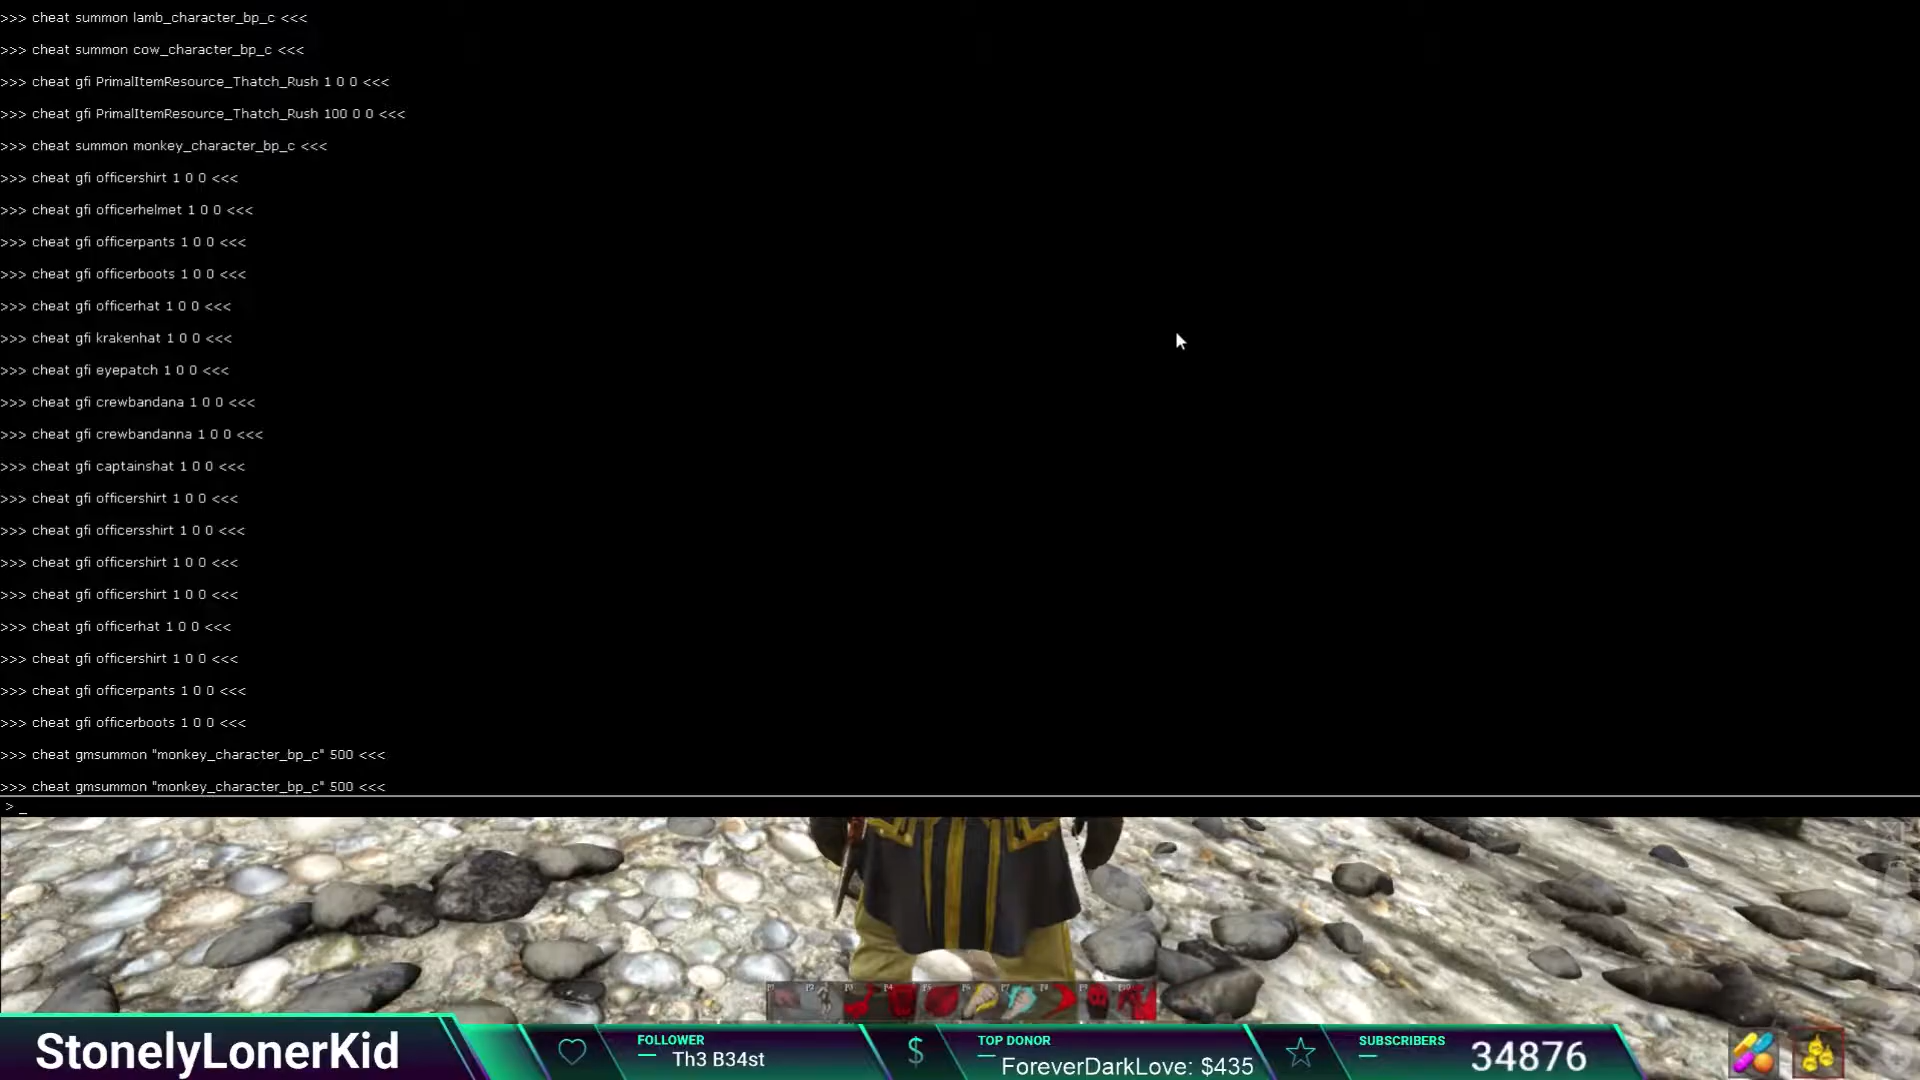 >>> cheat summon lamb_character_bp_c <<<
>>> cheat summon cow_character_bp_c <<<
>>> cheat gfi PrimalItemResource_Thatch_Rush 1 0 0 <<<
>>> cheat gfi PrimalItemResource_Thatch_Rush 100 0 0 <<<
>>> cheat summon monkey_character_bp_c <<<
>>> cheat gfi officershirt 1 0 0 <<<
>>> cheat gfi officerhelmet 1 0 0 <<<
>>> cheat gfi officerpants 1 0 0 <<<
>>> cheat gfi officerboots 1 0 0 <<<
>>> cheat gfi officerhat 1 0 0 <<<
>>> cheat gfi krakenhat 1 0 0 <<<
>>> cheat gfi eyepatch 1 0 0 <<<
>>> cheat gfi crewbandana 1 0 0 <<<
>>> cheat gfi crewbandanna 1 0 0 <<<
>>> cheat gfi captainshat 1 0 0 <<<
>>> cheat gfi officershirt 1 0 0 <<<
>>> cheat gfi officersshirt 1 0 0 <<<
>>> cheat gfi officershirt 1 0 0 <<<
>>> cheat gfi officershirt 1 0 0 <<<
>>> cheat gfi officerhat 1 0 0 <<<
>>> cheat gfi officershirt 1 0 0 <<<
>>> cheat gfi officerpants 1 0 0 <<<
>>> cheat gfi officerboots 1 0 0 <<<
>>> cheat gmsummon "monkey_character_bp_c" 500 <<<
>>> cheat gmsummon "monkey_character_bp_c" 500 <<<
> _
StonelyLonerKid
FOLLOWER
Th3 B34st
$
TOP DONOR
ForeverDarkLove: $435
SUBSCRIBERS
34876